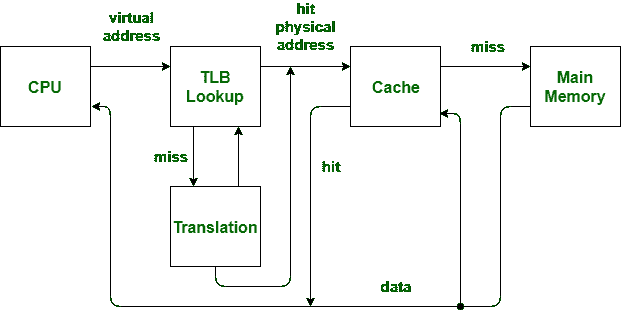 virtual
address
hit
physical
address
miss
CPU
TLB
Lookup
Cache
Main
Memory
miss
hit
Translation
data